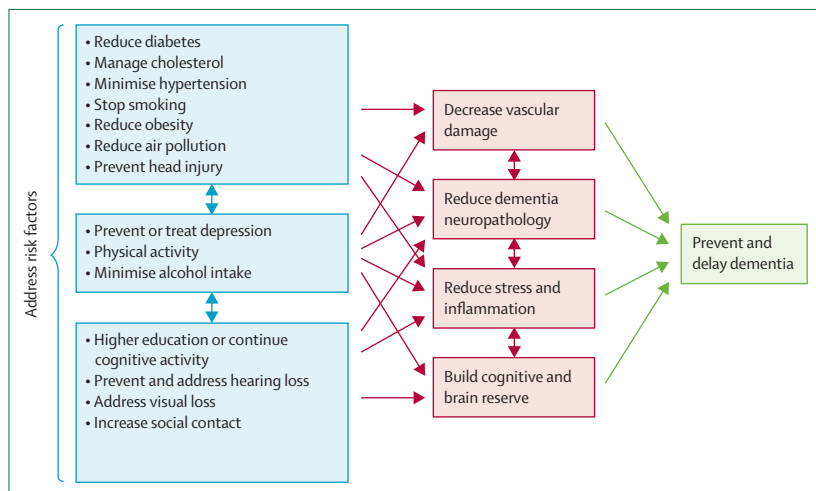 Address risk factors
• Reduce diabetes
• Manage cholesterol
• Minimise hypertension
• Stop smoking
• Reduce obesity
• Reduce air pollution
• Prevent head injury
• Prevent or treat depression
• Physical activity
• Minimise alcohol intake
• Higher education or continue
cognitive activity
• Prevent and address hearing loss
• Address visual loss
• Increase social contact
Decrease vascular
damage
Reduce dementia
neuropathology
Reduce stress and
inflammation
Build cognitive and
brain reserve
Prevent and
delay dementia